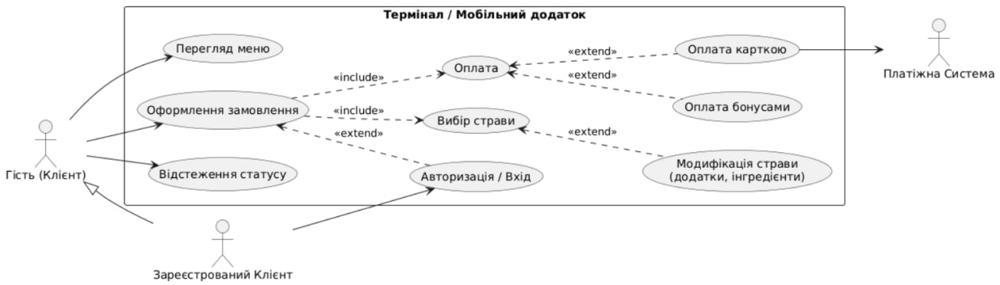 Термінал / Мобільний додаток
Перегляд меню
«extend»
Оплата карткою
Оплата
«include»
«extend»
Платіжна Система
Оформлення замовлення
Оплата бонусами
«include»
Вибір страви
«extend»
«extend»
Гість (Клієнт)
Відстеження статусу
Авторизація / Вхід
Модифікація страви
(додатки, інгредієнти)
Зареєстрований Клієнт